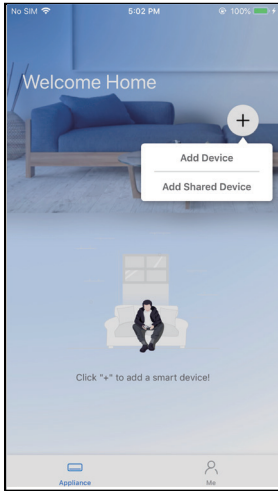 No SIM 5:02 PM 100%
Welcome Home
+
Add Device
Add Shared Device
Click "+" to add a smart device!
Appliance Me